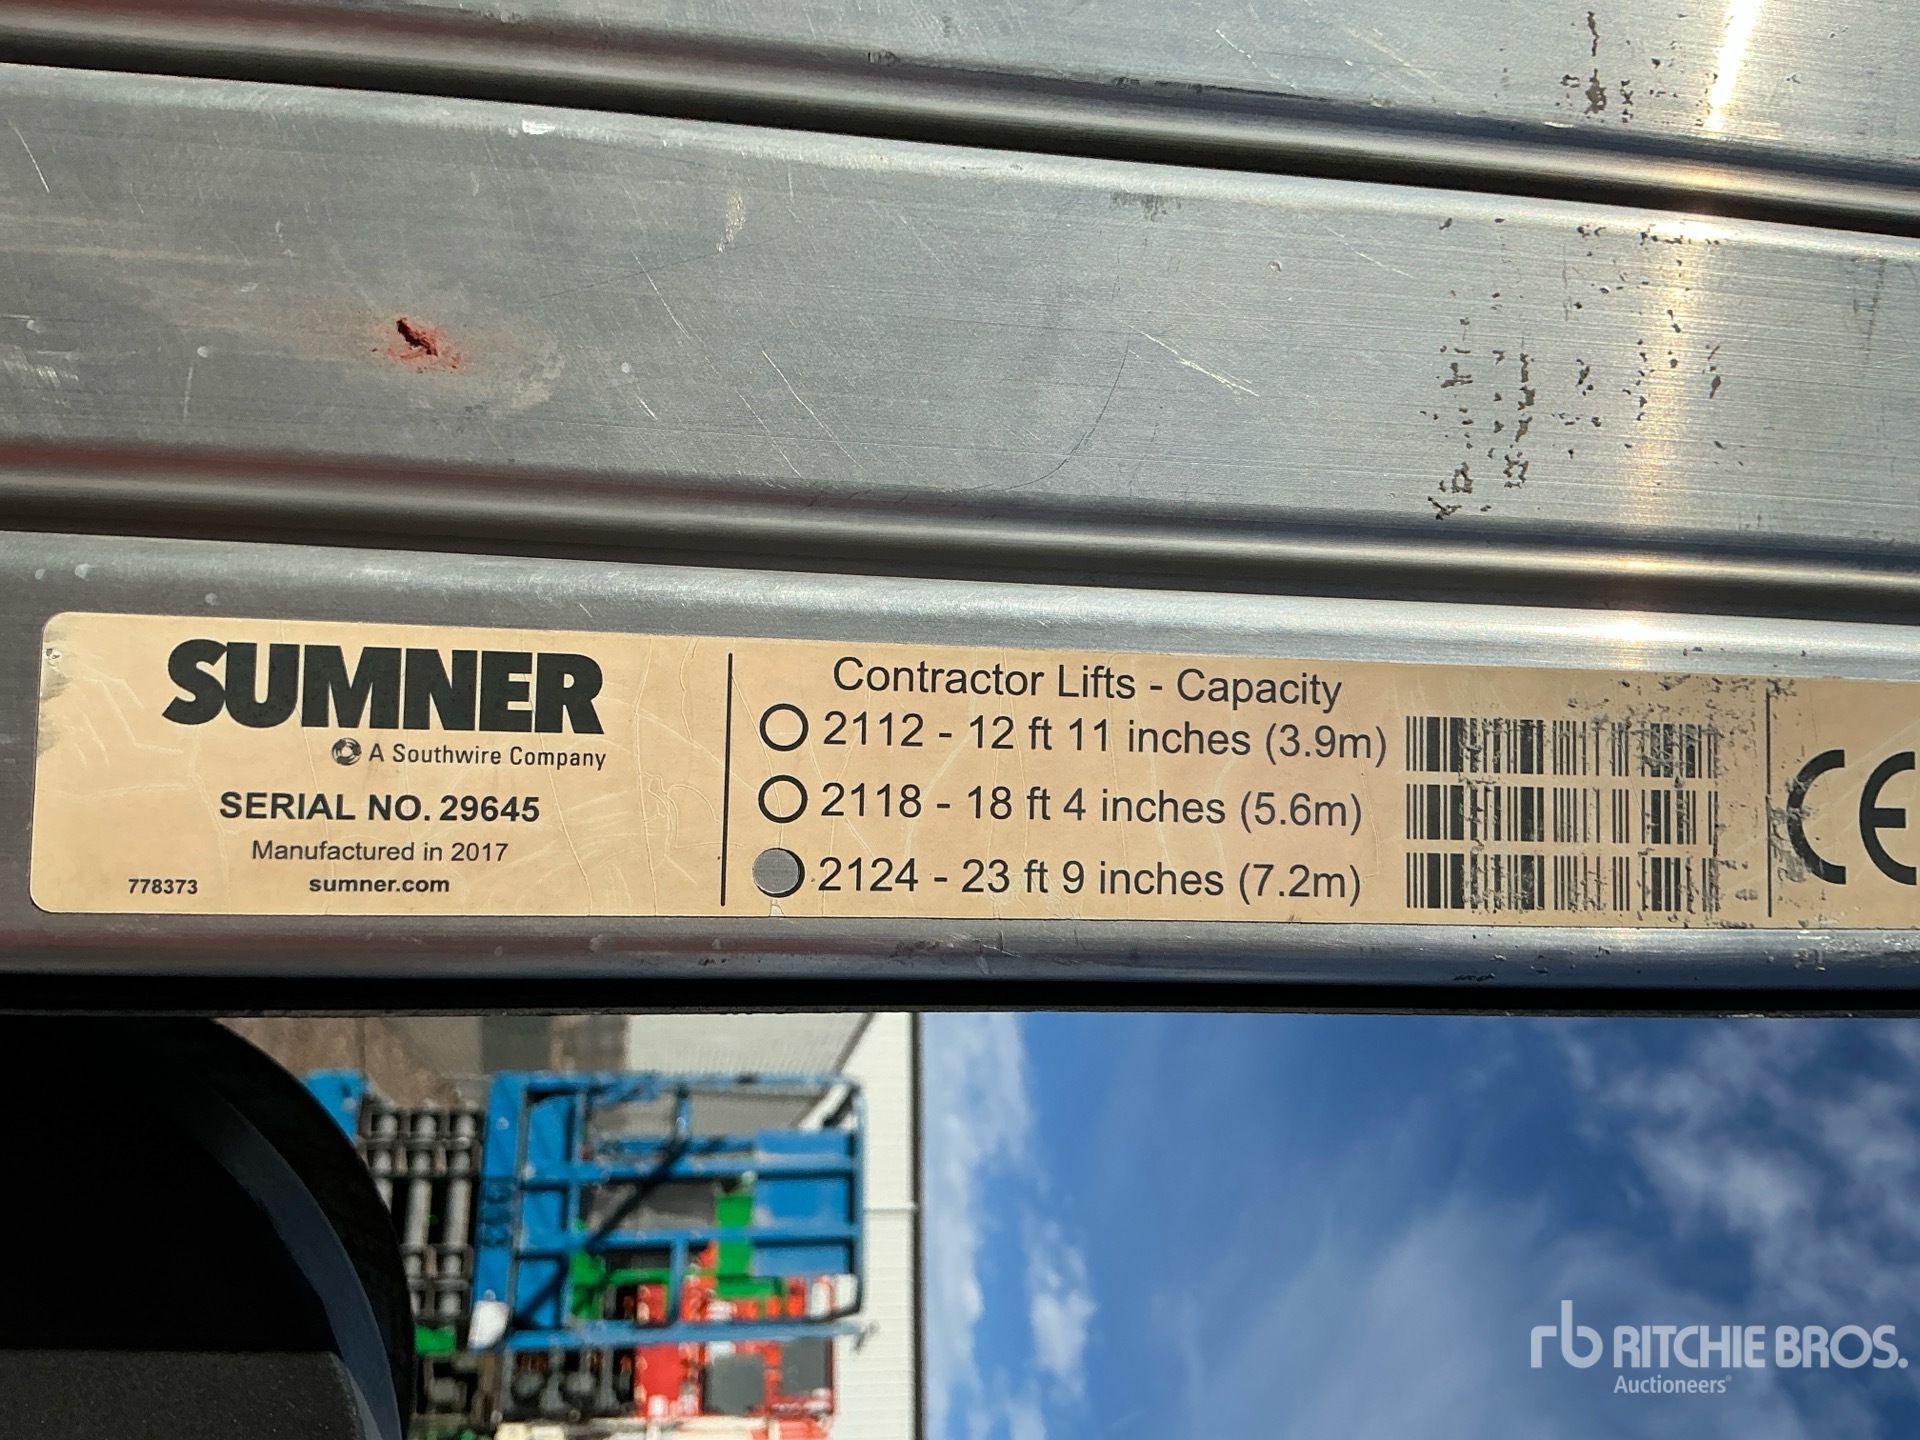 SUMNER
A Southwire Company
SERIAL NO. 29645
Manufactured in 2017
778373
sumner.com
Contractor Lifts - Capacity
2112 - 12 ft 11 inches (3.9m)
2118 - 18 ft 4 inches (5.6m)
2124 - 23 ft 9 inches (7.2m)
CE
rb RITCHIE BROS.
Auctioneers